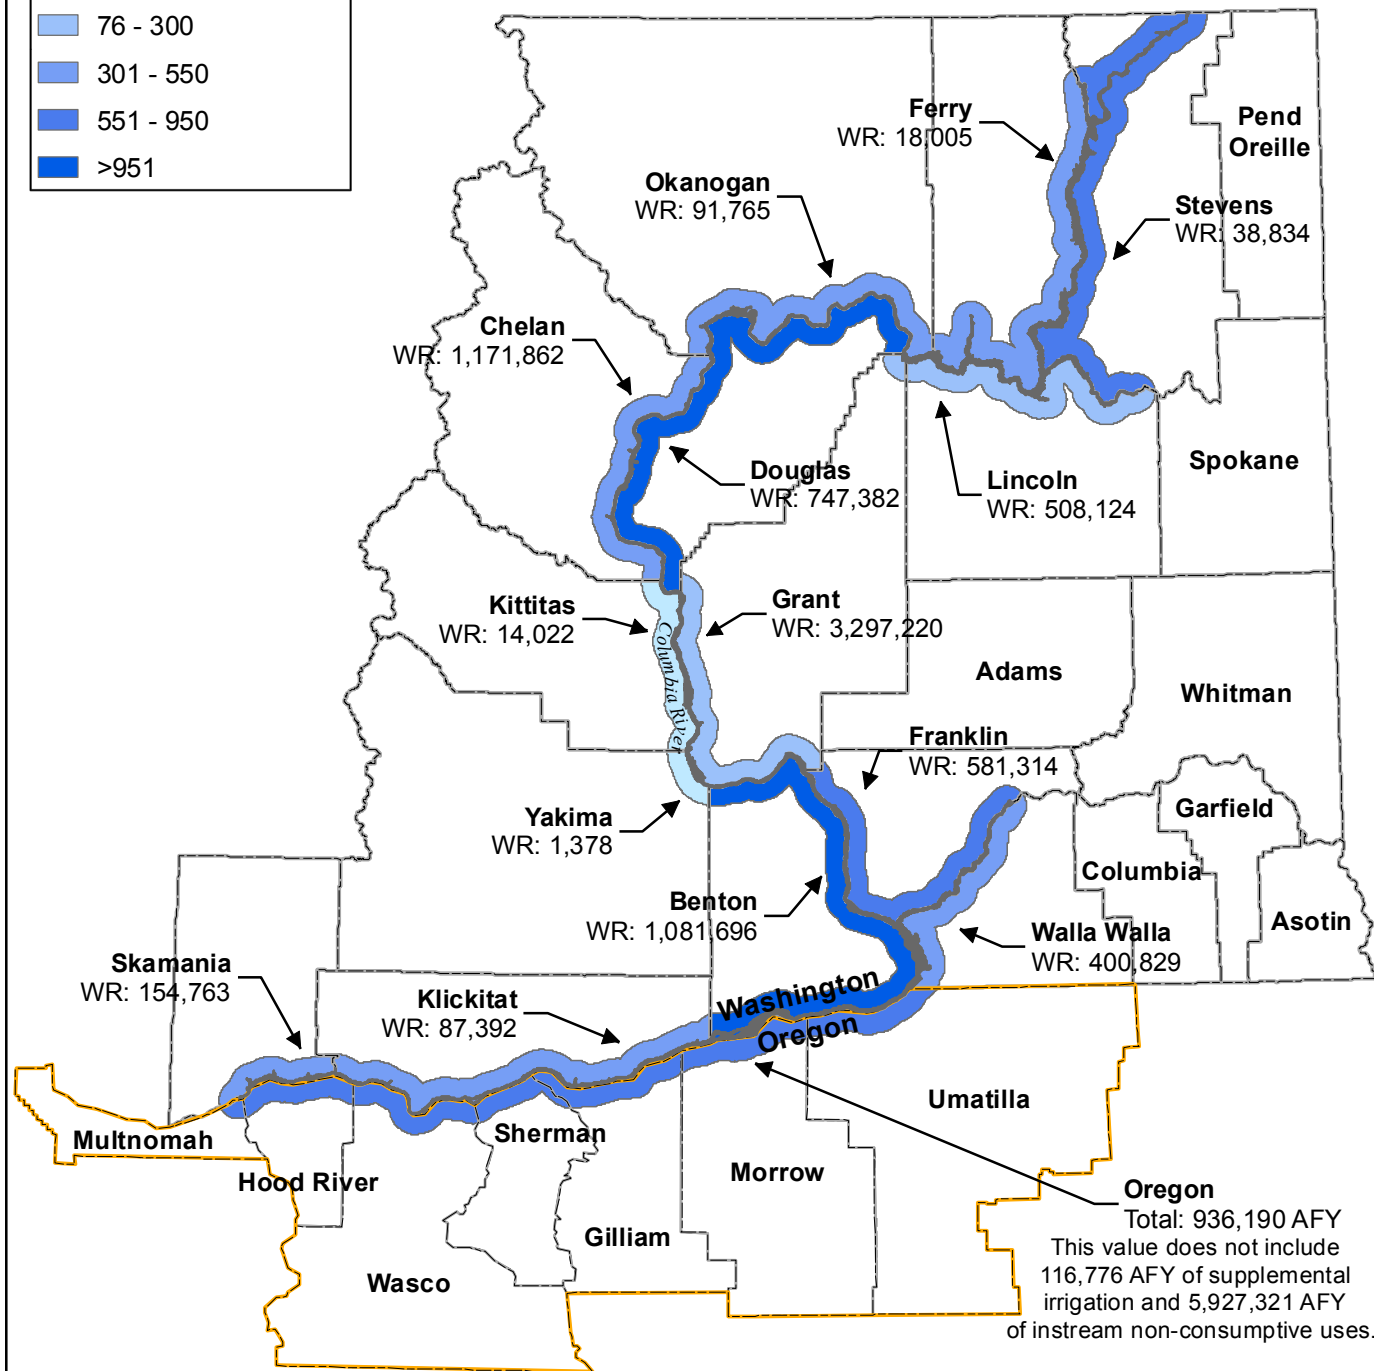 76 - 300
301 - 550
551 - 950
>951
Ferry
WR: 18,005
Pend
Oreille
Okanogan
WR: 91,765
Stevens
WR: 38,834
Chelan
WR: 1,171,862
Douglas
WR: 747,382
Lincoln
WR: 508,124
Spokane
Kittitas
WR: 14,022
Grant
WR: 3,297,220
Columbia River
Adams
Whitman
Franklin
WR: 581,314
Yakima
WR: 1,378
Garfield
Columbia
Benton
WR: 1,081,696
Walla Walla
WR: 400,829
Asotin
Skamania
WR: 154,763
Klickitat
WR: 87,392
Washington
Oregon
Umatilla
Multnomah
Sherman
Hood River
Morrow
Gilliam
Wasco
Oregon
Total: 936,190 AFY
This value does not include
116,776 AFY of supplemental
irrigation and 5,927,321 AFY
of instream non-consumptive uses.